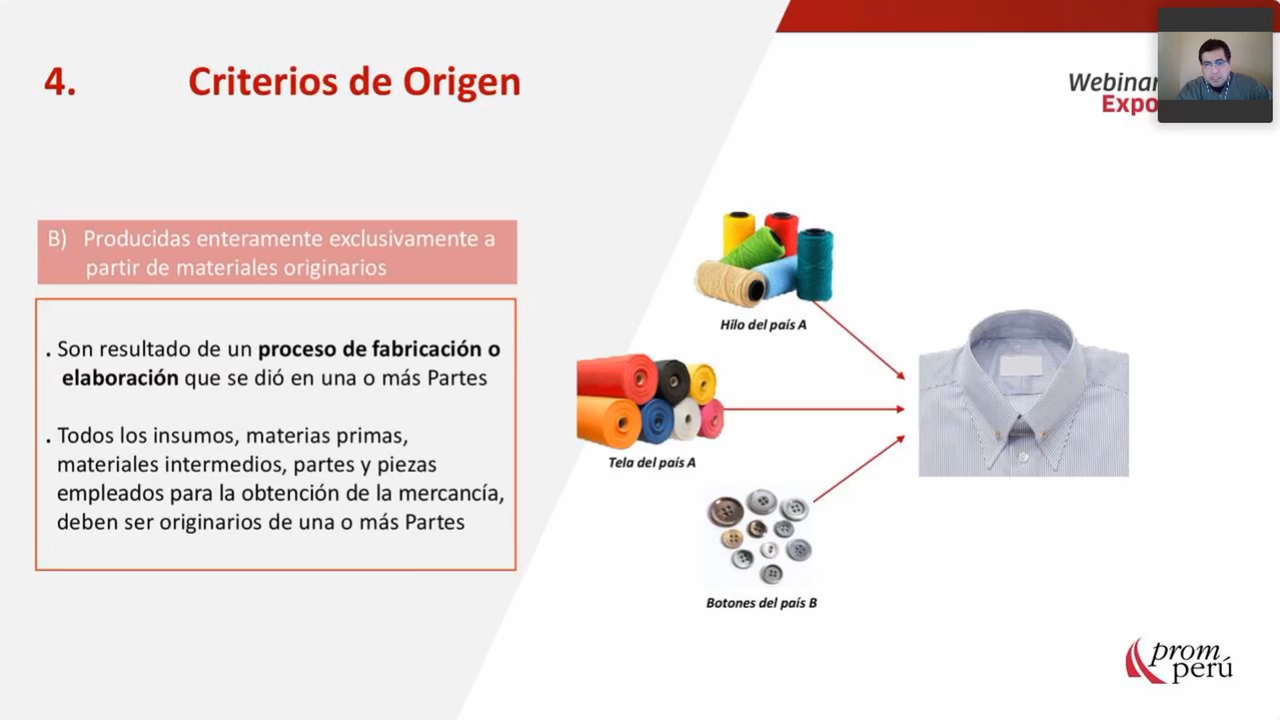 4. Criterios de Origen
Webinar
Expo
B) Producidas enteramente exclusivamente a
partir de materiales originarios
. Son resultado de un proceso de fabricación o
elaboración que se dió en una o más Partes
. Todos los insumos, materias primas,
materiales intermedios, partes y piezas
empleados para la obtención de la mercancía,
deben ser originarios de una o más Partes
Hilo del país A
Tela del país A
Botones del país B
prom
perú